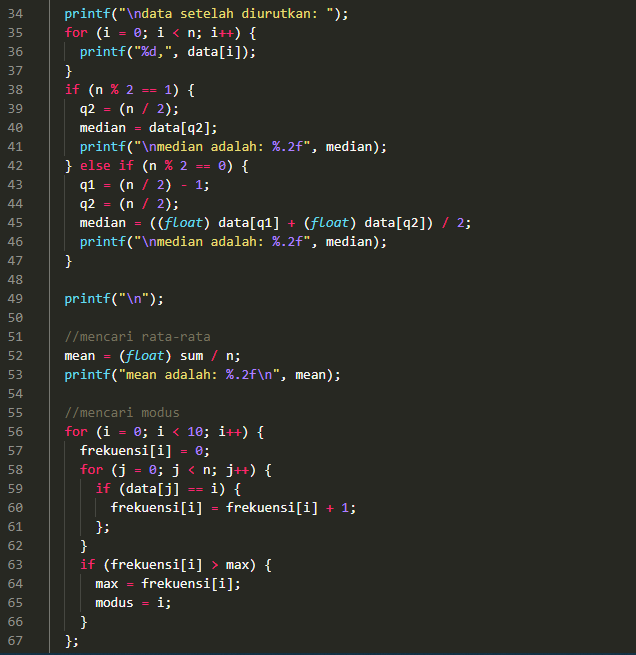 34 printf("\ndata setelah diurutkan: ");
35 for (i = 0; i < n; i++) {
36 printf("%d,", data[i]);
37 }
38 if (n % 2 == 1) {
39 q2 = (n / 2);
40 median = data[q2];
41 printf("\nmedian adalah: %.2f", median);
42 } else if (n % 2 == 0) {
43 q1 = (n / 2) - 1;
44 q2 = (n / 2);
45 median = ((float) data[q1] + (float) data[q2]) / 2;
46 printf("\nmedian adalah: %.2f", median);
47 }
48
49 printf("\n");
50
51 //mencari rata-rata
52 mean = (float) sum / n;
53 printf("mean adalah: %.2f\n", mean);
54
55 //mencari modus
56 for (i = 0; i < 10; i++) {
57 frekuensi[i] = 0;
58 for (j = 0; j < n; j++) {
59 if (data[j] == i) {
60 frekuensi[i] = frekuensi[i] + 1;
61 };
62 }
63 if (frekuensi[i] > max) {
64 max = frekuensi[i];
65 modus = i;
66 }
67 };